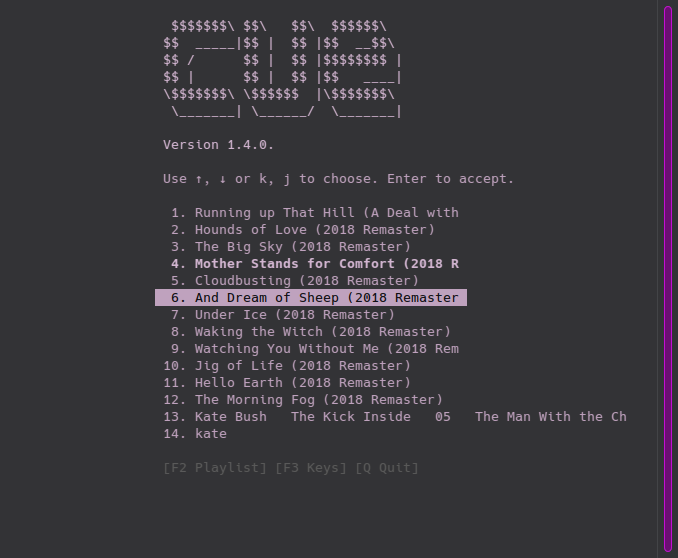 $$$$$$$\ $$\   $$\  $$$$$$\
$$  _____|$$ |  $$ |$$  __$$\
$$ /      $$ |  $$ |$$$$$$$$ |
$$ |      $$ |  $$ |$$   ____|
\$$$$$$$\ \$$$$$$  |\$$$$$$$\
 \_______| \______/  \_______|
Version 1.4.0.
Use ↑, ↓ or k, j to choose. Enter to accept.
1. Running up That Hill (A Deal with
2. Hounds of Love (2018 Remaster)
3. The Big Sky (2018 Remaster)
4. Mother Stands for Comfort (2018 R
5. Cloudbusting (2018 Remaster)
6. And Dream of Sheep (2018 Remaster
7. Under Ice (2018 Remaster)
8. Waking the Witch (2018 Remaster)
9. Watching You Without Me (2018 Rem
10. Jig of Life (2018 Remaster)
11. Hello Earth (2018 Remaster)
12. The Morning Fog (2018 Remaster)
13. Kate Bush   The Kick Inside   05   The Man With the Ch
14. kate
[F2 Playlist] [F3 Keys] [Q Quit]